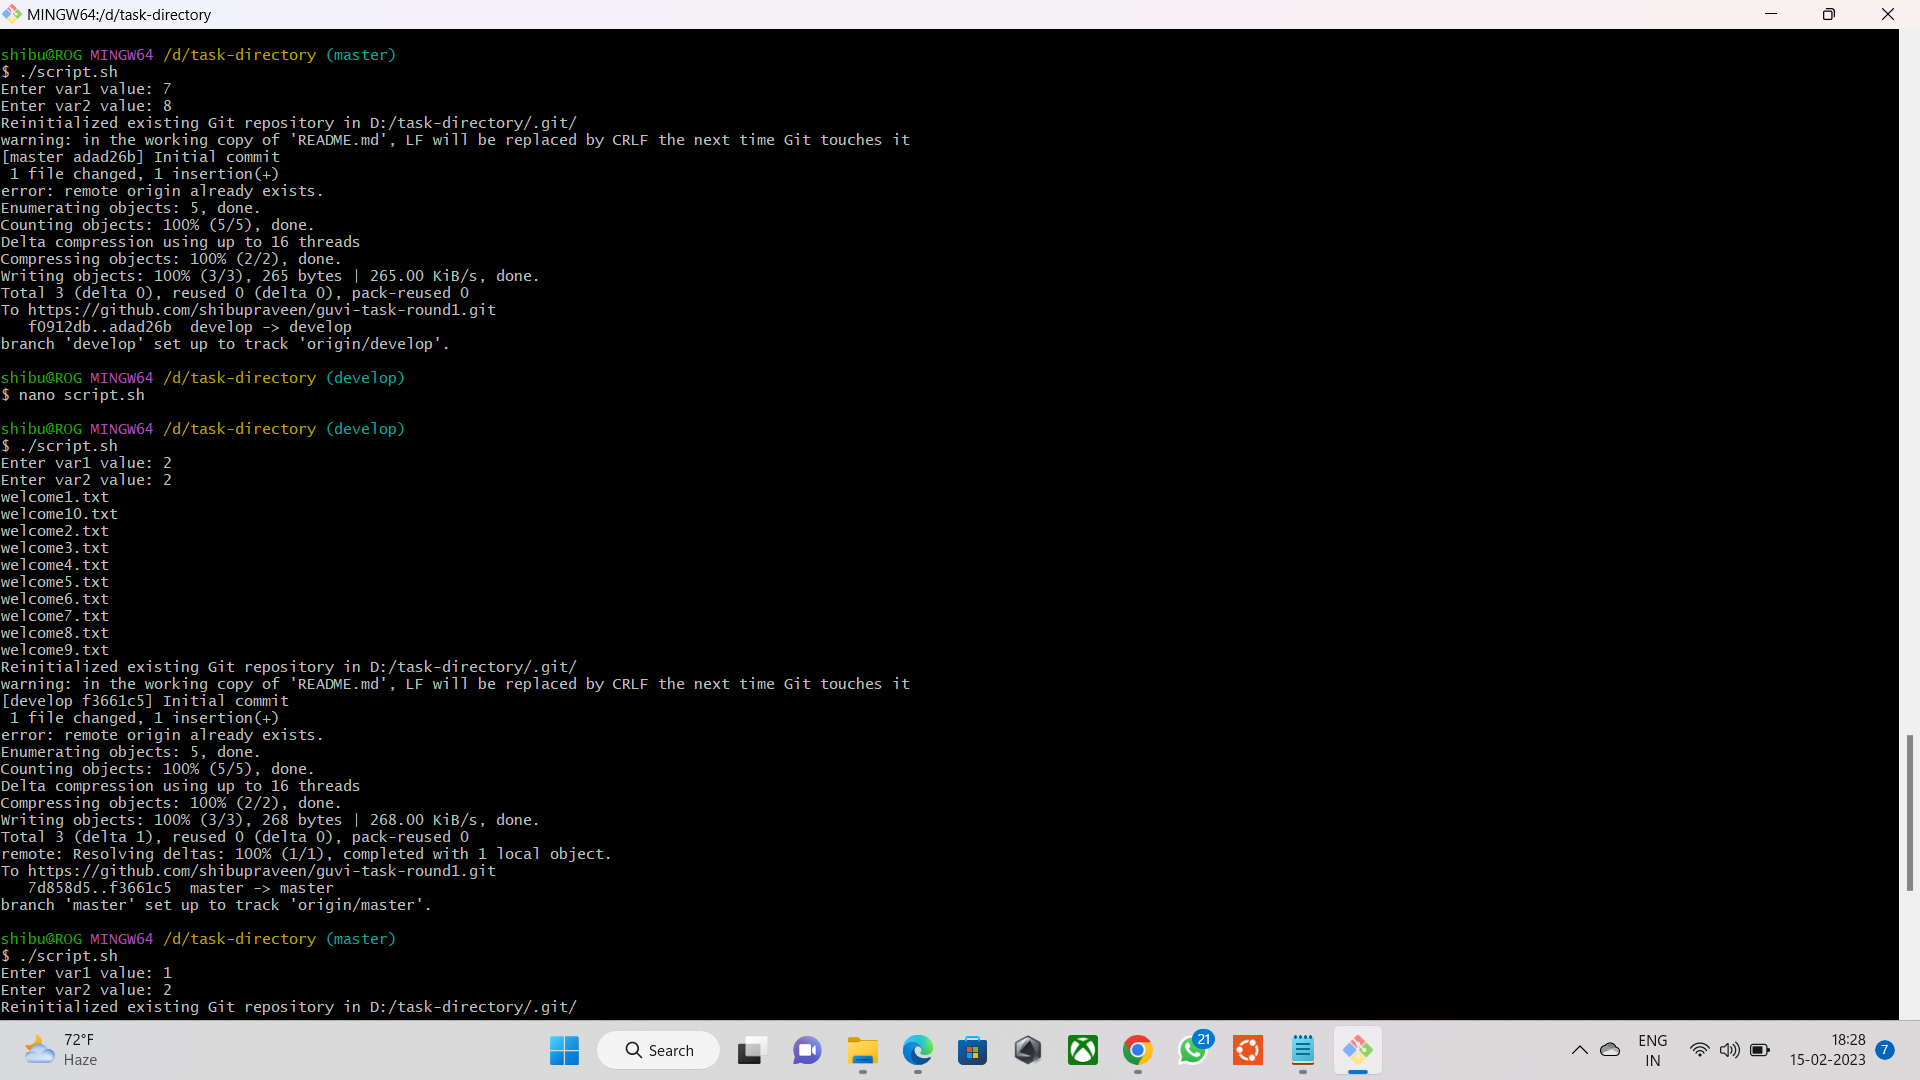 MINGW64:/d/task-directory
shibu@ROG MINGW64 /d/task-directory (master)
$ ./script.sh
Enter var1 value: 7
Enter var2 value: 8
Reinitialized existing Git repository in D:/task-directory/.git/
warning: in the working copy of 'README.md', LF will be replaced by CRLF the next time Git touches it
[master adad26b] Initial commit
 1 file changed, 1 insertion(+)
error: remote origin already exists.
Enumerating objects: 5, done.
Counting objects: 100% (5/5), done.
Delta compression using up to 16 threads
Compressing objects: 100% (2/2), done.
Writing objects: 100% (3/3), 265 bytes | 265.00 KiB/s, done.
Total 3 (delta 0), reused 0 (delta 0), pack-reused 0
To https://github.com/shibupraveen/guvi-task-round1.git
   f0912db..adad26b  develop -> develop
branch 'develop' set up to track 'origin/develop'.
shibu@ROG MINGW64 /d/task-directory (develop)
$ nano script.sh
shibu@ROG MINGW64 /d/task-directory (develop)
$ ./script.sh
Enter var1 value: 2
Enter var2 value: 2
welcome1.txt
welcome10.txt
welcome2.txt
welcome3.txt
welcome4.txt
welcome5.txt
welcome6.txt
welcome7.txt
welcome8.txt
welcome9.txt
Reinitialized existing Git repository in D:/task-directory/.git/
warning: in the working copy of 'README.md', LF will be replaced by CRLF the next time Git touches it
[develop f3661c5] Initial commit
 1 file changed, 1 insertion(+)
error: remote origin already exists.
Enumerating objects: 5, done.
Counting objects: 100% (5/5), done.
Delta compression using up to 16 threads
Compressing objects: 100% (2/2), done.
Writing objects: 100% (3/3), 268 bytes | 268.00 KiB/s, done.
Total 3 (delta 1), reused 0 (delta 0), pack-reused 0
remote: Resolving deltas: 100% (1/1), completed with 1 local object.
To https://github.com/shibupraveen/guvi-task-round1.git
   7d858d5..f3661c5  master -> master
branch 'master' set up to track 'origin/master'.
shibu@ROG MINGW64 /d/task-directory (master)
$ ./script.sh
Enter var1 value: 1
Enter var2 value: 2
Reinitialized existing Git repository in D:/task-directory/.git/
72°F
Haze
Search
21
ENG
IN
18:28
15-02-2023
7